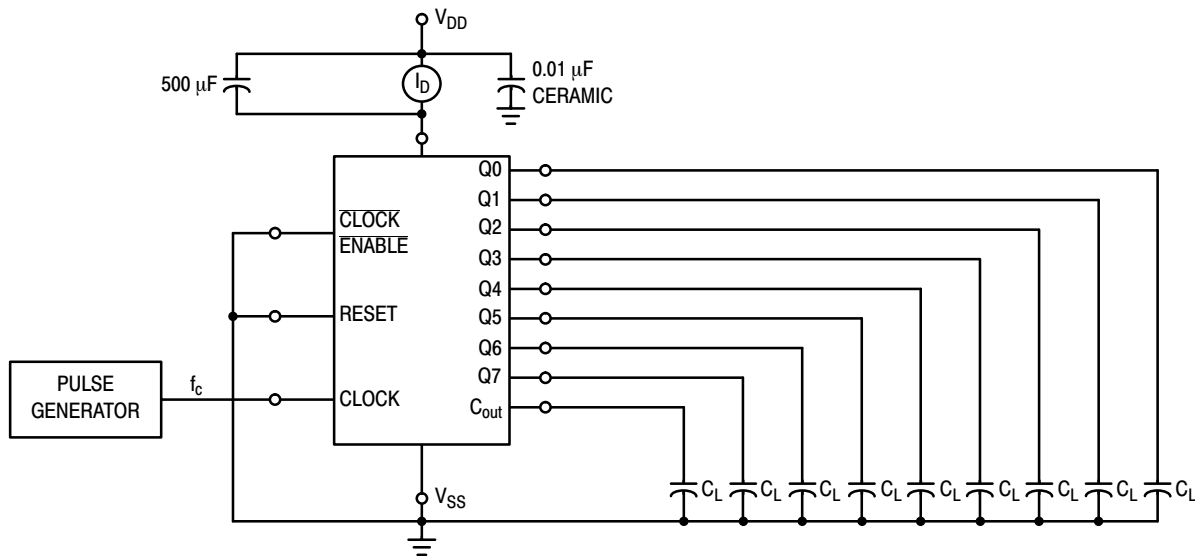 V_DD
500 μF
I_D
0.01 μF
CERAMIC
CLOCK
ENABLE
RESET
CLOCK
Q0
Q1
Q2
Q3
Q4
Q5
Q6
Q7
C_out
PULSE
GENERATOR
f_c
V_SS
C_L
C_L
C_L
C_L
C_L
C_L
C_L
C_L
C_L